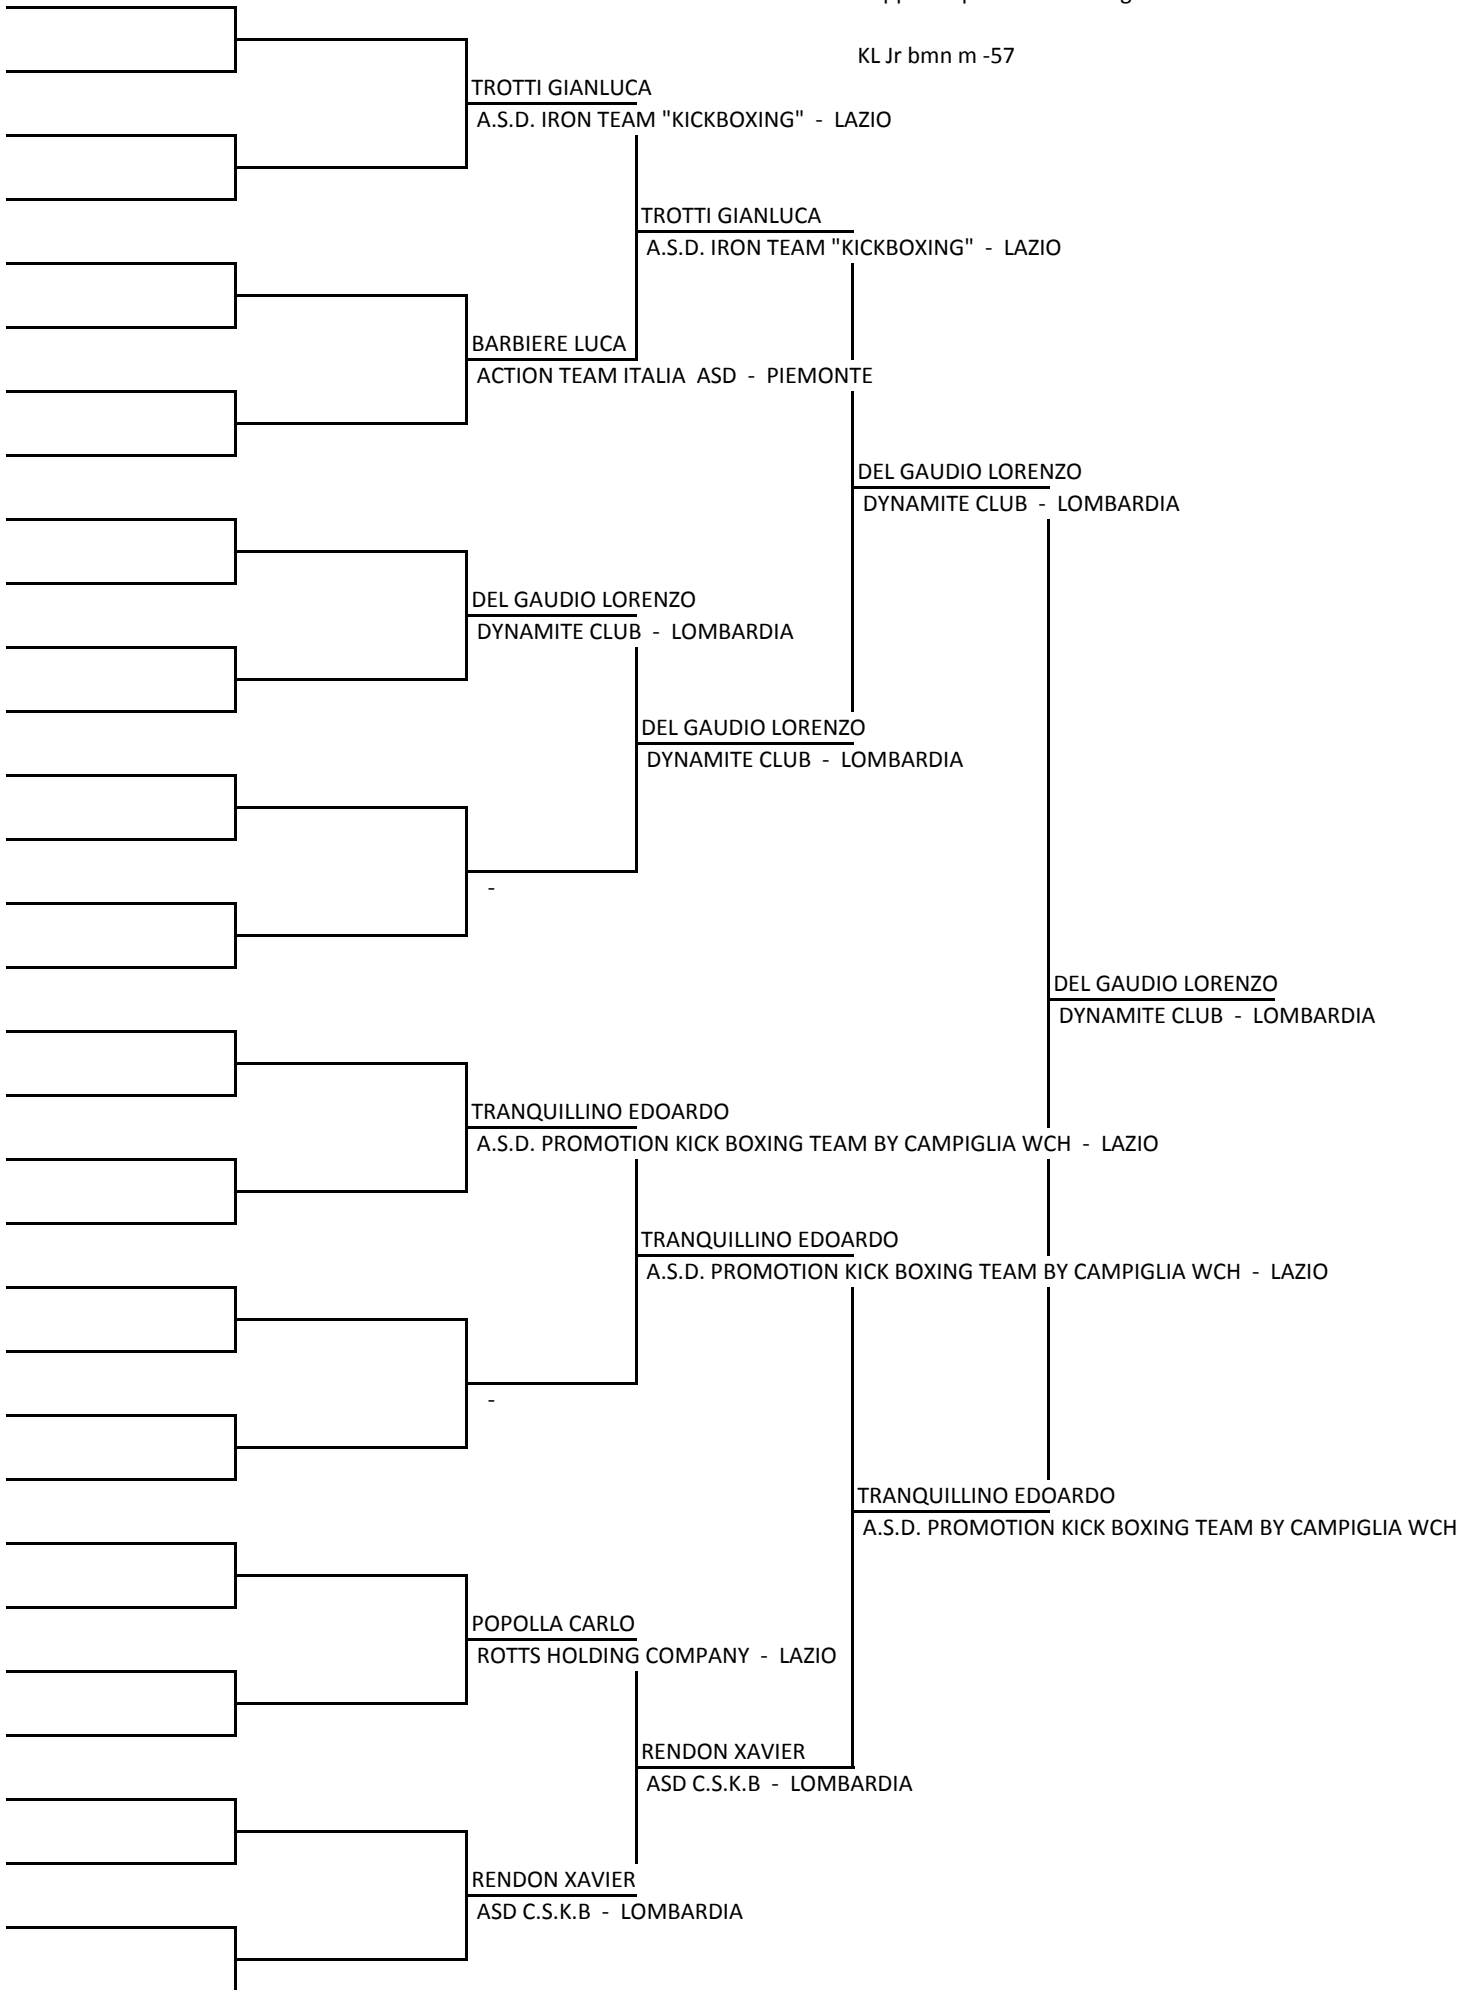 KL Jr bmn m -57
TROTTI GIANLUCA
A.S.D. IRON TEAM "KICKBOXING" - LAZIO
TROTTI GIANLUCA
A.S.D. IRON TEAM "KICKBOXING" - LAZIO
BARBIERE LUCA
ACTION TEAM ITALIA ASD - PIEMONTE
DEL GAUDIO LORENZO
DYNAMITE CLUB - LOMBARDIA
DEL GAUDIO LORENZO
DYNAMITE CLUB - LOMBARDIA
DEL GAUDIO LORENZO
DYNAMITE CLUB - LOMBARDIA
-
DEL GAUDIO LORENZO
DYNAMITE CLUB - LOMBARDIA
TRANQUILLINO EDOARDO
A.S.D. PROMOTION KICK BOXING TEAM BY CAMPIGLIA WCH - LAZIO
TRANQUILLINO EDOARDO
A.S.D. PROMOTION KICK BOXING TEAM BY CAMPIGLIA WCH - LAZIO
-
TRANQUILLINO EDOARDO
A.S.D. PROMOTION KICK BOXING TEAM BY CAMPIGLIA WCH
POPOLLA CARLO
ROTTS HOLDING COMPANY - LAZIO
RENDON XAVIER
ASD C.S.K.B - LOMBARDIA
RENDON XAVIER
ASD C.S.K.B - LOMBARDIA